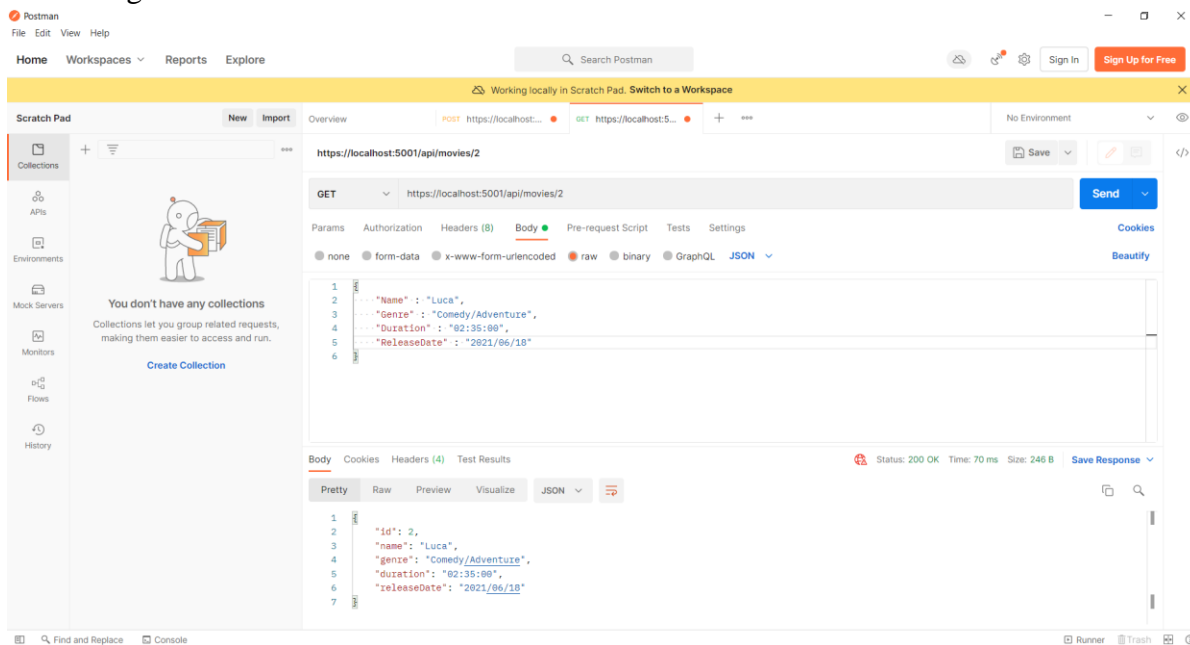 Postman
File Edit View Help
Home Workspaces Reports Explore
Search Postman
Sign In
Sign Up for Free
Working locally in Scratch Pad. Switch to a Workspace
Scratch Pad
New Import
Overview
POST https://localhost:...
GET https://localhost:5...
No Environment
Collections
APIs
Environments
Mock Servers
Monitors
Flows
History
You don't have any collections
Collections let you group related requests,
making them easier to access and run.
Create Collection
https://localhost:5001/api/movies/2
Save
GET https://localhost:5001/api/movies/2
Send
Params Authorization Headers (8) Body Pre-request Script Tests Settings
Cookies
none form-data x-www-form-urlencoded raw binary GraphQL JSON
Beautify
1 {
2 "Name" : "Luca",
3 "Genre" : "Comedy/Adventure",
4 "Duration" : "02:35:00",
5 "ReleaseDate" : "2021/06/18"
6 }
Body Cookies Headers (4) Test Results
Status: 200 OK Time: 70 ms Size: 246 B Save Response
Pretty Raw Preview Visualize JSON
1 {
2 "id": 2,
3 "name": "Luca",
4 "genre": "Comedy/Adventure",
5 "duration": "02:35:00",
6 "releaseDate": "2021/06/18"
7 }
Find and Replace Console
Runner Trash